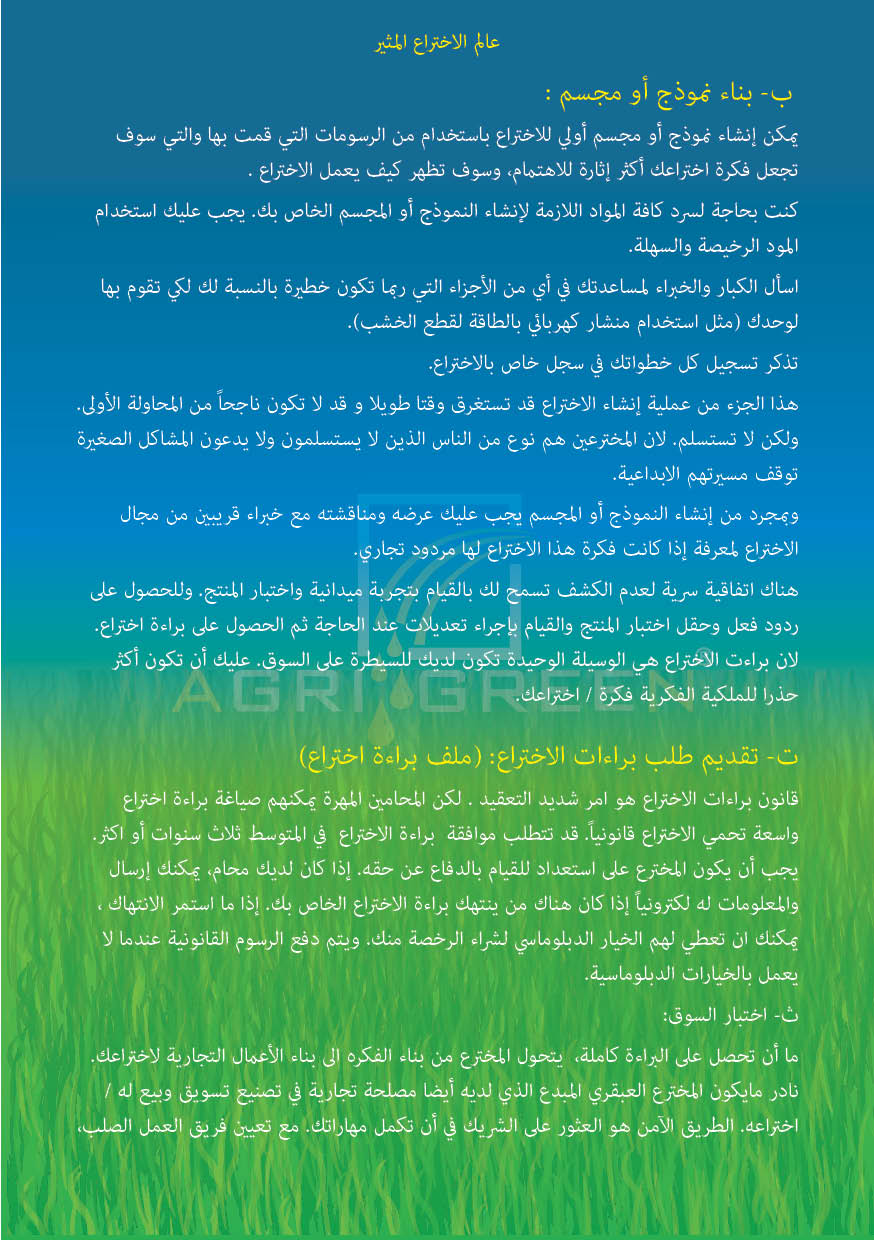 عالم الاختراع المثير
ب- بناء نموذج أو مجسم :
يمكن إنشاء نموذج أو مجسم أولي للاختراع باستخدام من الرسومات التي قمت بها والتي سوف
تجعل فكرة اختراعك أكثر إثارة للاهتمام، وسوف تظهر كيف يعمل الاختراع .
كنت بحاجة لسرد كافة المواد اللازمة لإنشاء النموذج أو المجسم الخاص بك. يجب عليك استخدام
المود الرخيصة والسهلة.
اسأل الكبار والخبراء لمساعدتك في أي من الأجزاء التي ربما تكون خطيرة بالنسبة لك لكي تقوم بها
لوحدك (مثل استخدام منشار كهربائي بالطاقة لقطع الخشب).
تذكر تسجيل كل خطواتك في سجل خاص بالاختراع.
هذا الجزء من عملية إنشاء الاختراع قد تستغرق وقتا طويلا و قد لا تكون ناجحاً من المحاولة الأولى.
ولكن لا تستسلم. لان المخترعين هم نوع من الناس الذين لا يستسلمون ولا يدعون المشاكل الصغيرة
توقف مسيرتهم الابداعية.
وبمجرد من إنشاء النموذج أو المجسم يجب عليك عرضه ومناقشته مع خبراء قريبين من مجال
الاختراع لمعرفة إذا كانت فكرة هذا الاختراع لها مردود تجاري.
هناك اتفاقية سرية لعدم الكشف تسمح لك بالقيام بتجربة ميدانية واختبار المنتج. وللحصول على
ردود فعل وحقل اختبار المنتج والقيام بإجراء تعديلات عند الحاجة ثم الحصول على براءة اختراع.
لان براءت الاختراع هي الوسيلة الوحيدة تكون لديك للسيطرة على السوق. عليك أن تكون أكثر
حذرا للملكية الفكرية فكرة / اختراعك.
AGRI GREEN ®
ت- تقديم طلب براءات الاختراع: (ملف براءة اختراع)
قانون براءات الاختراع هو امر شديد التعقيد . لكن المحامين المهرة يمكنهم صياغة براءة اختراع
واسعة تحمي الاختراع قانونياً. قد تتطلب موافقة براءة الاختراع في المتوسط ثلاث سنوات أو اكثر.
يجب أن يكون المخترع على استعداد للقيام بالدفاع عن حقه. إذا كان لديك محام، يمكنك إرسال
والمعلومات له لكترونياً إذا كان هناك من ينتهك براءة الاختراع الخاص بك. إذا ما استمر الانتهاك ،
يمكنك ان تعطي لهم الخيار الدبلوماسي لشراء الرخصة منك. ويتم دفع الرسوم القانونية عندما لا
يعمل بالخيارات الدبلوماسية.
ث- اختبار السوق:
ما أن تحصل على البراءة كاملة، يتحول المخترع من بناء الفكره الى بناء الأعمال التجارية لاختراعك.
نادر مايكون المخترع العبقري المبدع الذي لديه أيضا مصلحة تجارية في تصنيع تسويق وبيع له /
اختراعه. الطريق الآمن هو العثور على الشريك في أن تكمل مهاراتك. مع تعيين فريق العمل الصلب،